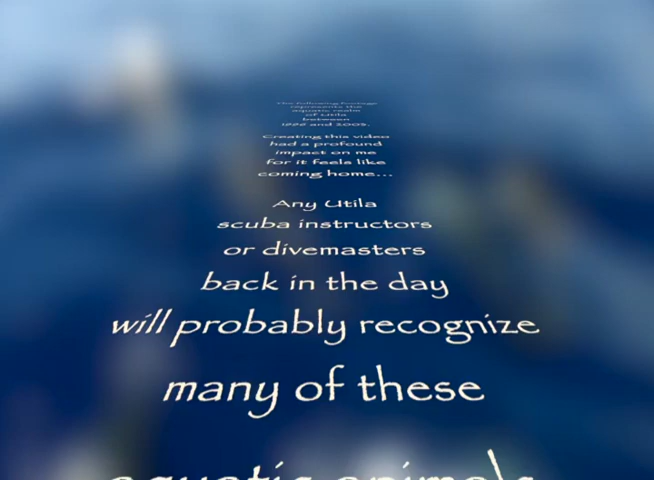 The following footage
represents the
aquatic realm
of Utila
between
1996 and 2005.
Creating this video
had a profound
impact on me
for it feels like
coming home...
Any Utila
scuba instructors
or divemasters
back in the day
will probably recognize
many of these
aquatic animals